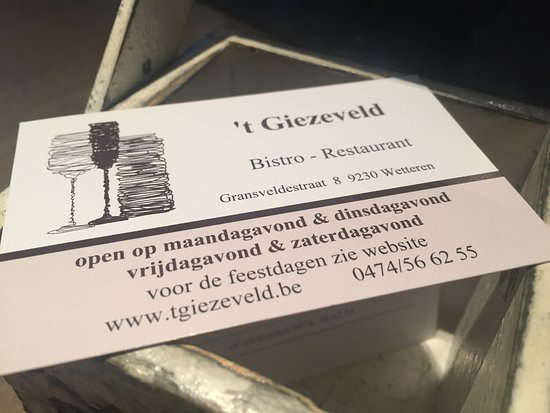 't Giezeveld
Bistro - Restaurant
Gransveldestraat 8 9230 Wetteren
open op maandagavond & dinsdagavond
vrijdagavond & zaterdagavond
voor de feestdagen zie website
www.tgiezeveld.be 0474/56 62 55